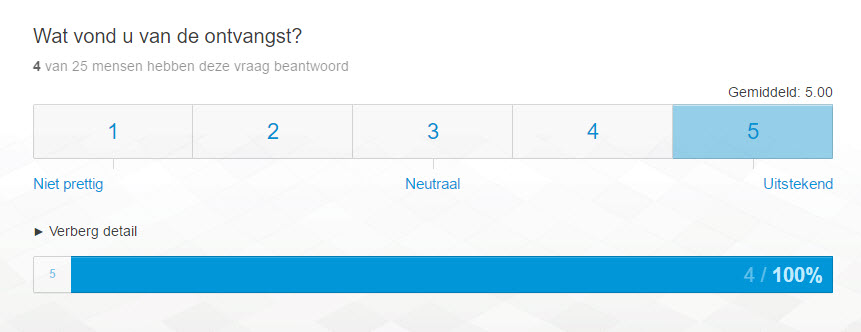 Wat vond u van de ontvangst?
4 van 25 mensen hebben deze vraag beantwoord
Gemiddeld: 5.00
1 2 3 4 5
Niet prettig Neutraal Uitstekend
► Verberg detail
5 4 / 100%